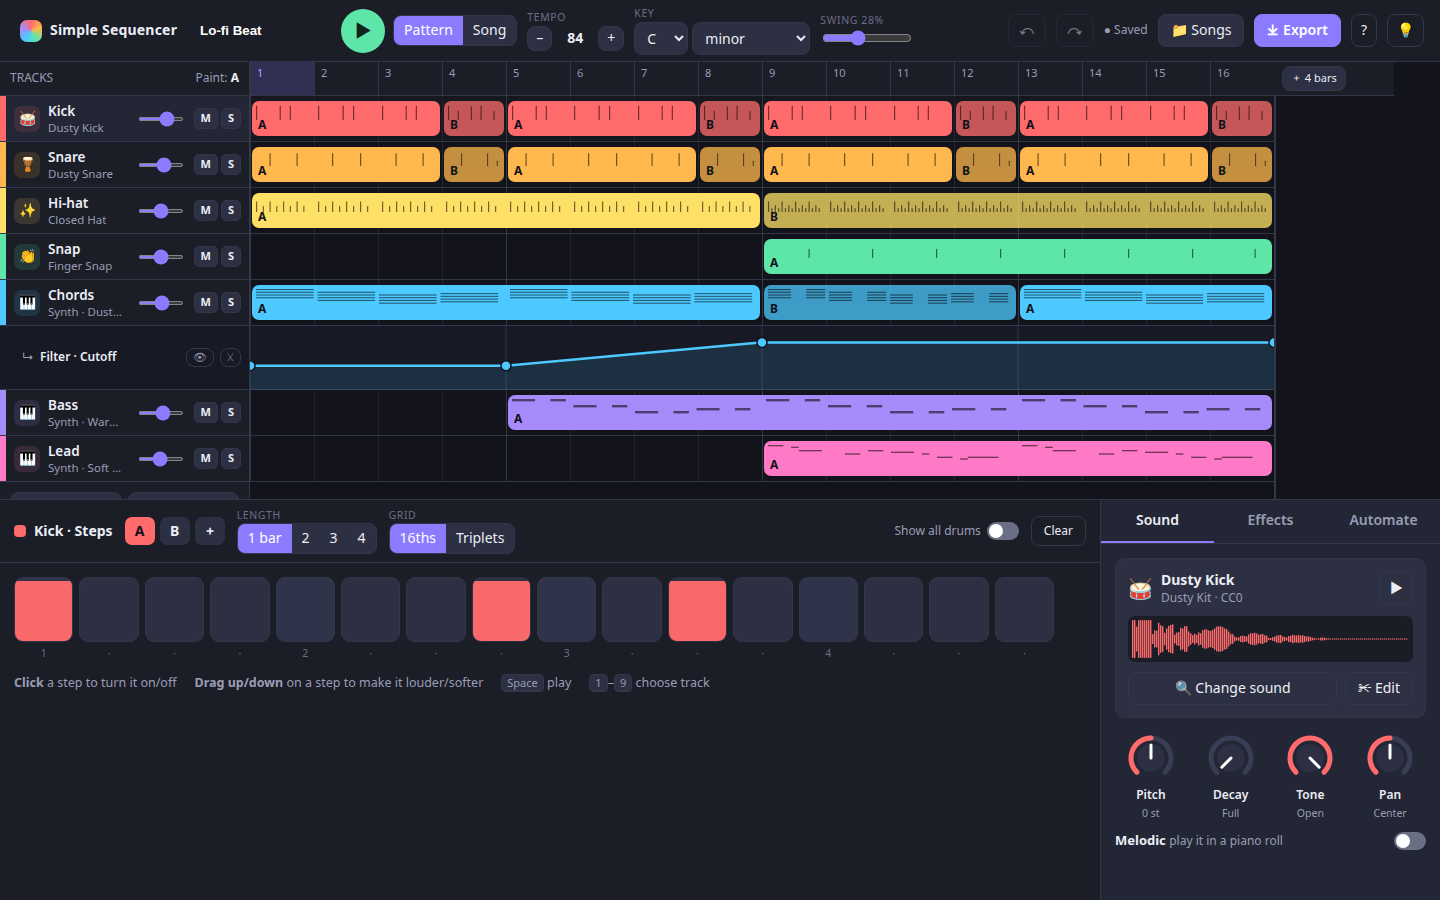 Simple Sequencer
Lo-fi Beat
Pattern
Song
TEMPO
–
84
+
KEY
C
minor
SWING 28%
● Saved
Songs
Export
?
TRACKS
Paint: A
1 2 3 4 5 6 7 8 9 10 11 12 13 14 15 16
+ 4 bars
Kick
Dusty Kick
M S
A B A B A B A B
Snare
Dusty Snare
M S
A B A B A B A B
Hi-hat
Closed Hat
M S
A B
Snap
Finger Snap
M S
A
Chords
Synth · Dust...
M S
A B A
Filter · Cutoff
X
Bass
Synth · War...
M S
A
Lead
Synth · Soft ...
M S
A
Kick · Steps
A
B
+
LENGTH
1 bar 2 3 4
GRID
16ths Triplets
Show all drums
Clear
1 · · · 2 · · · 3 · · · 4 · · ·
Click a step to turn it on/off Drag up/down on a step to make it louder/softer Space play 1–9 choose track
Sound
Effects
Automate
Dusty Kick
Dusty Kit · CC0
Change sound
Edit
Pitch Decay Tone Pan
0 st Full Open Center
Melodic play it in a piano roll